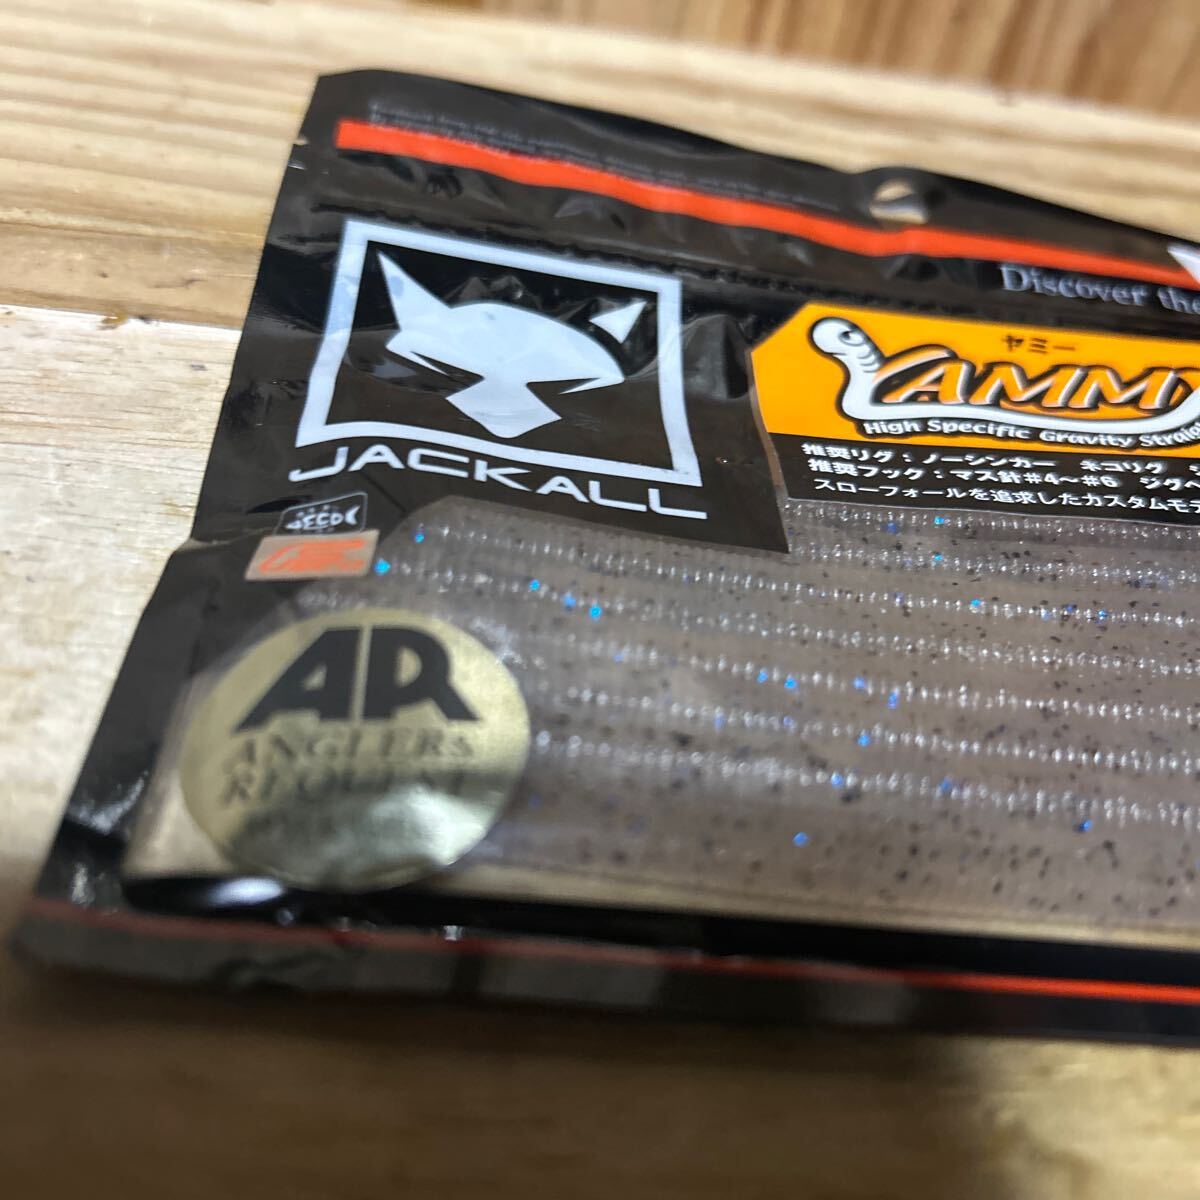 Discover the
JACKALL
ヤミー
YAMMY
High Specific Gravity Straig
推奨リグ：ノーシンカー　ネコリグ
推奨フック：マス針#4～#6　ジグヘ
スローフォールを追求したカスタムモデ
FECO
AR
ANGLERS
REQUEST